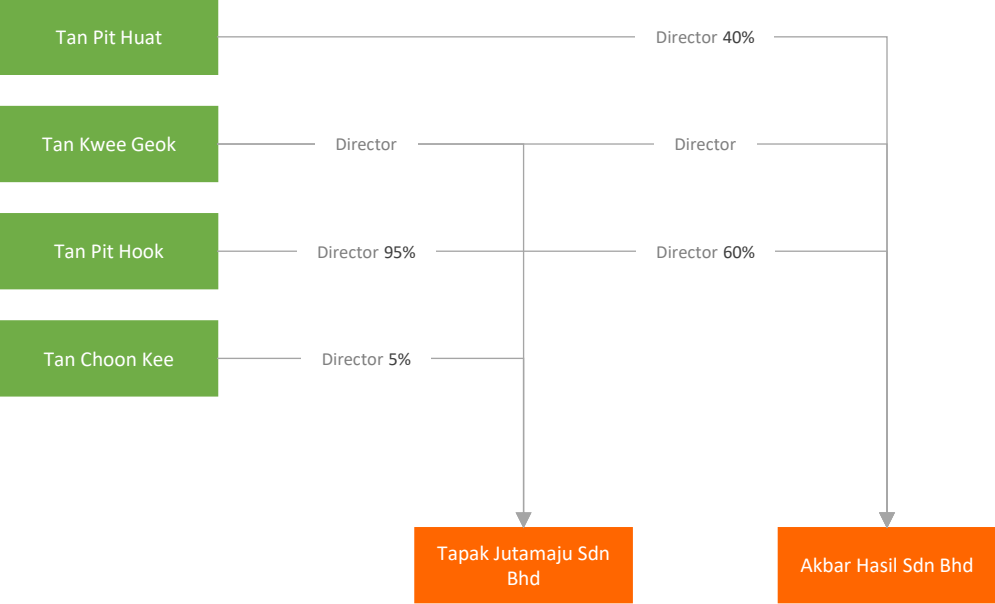 Tan Pit Huat
Director 40%
Tan Kwee Geok
Director
Director
Tan Pit Hook
Director 95%
Director 60%
Tan Choon Kee
Director 5%
Tapak Jutamaju Sdn
Bhd
Akbar Hasil Sdn Bhd